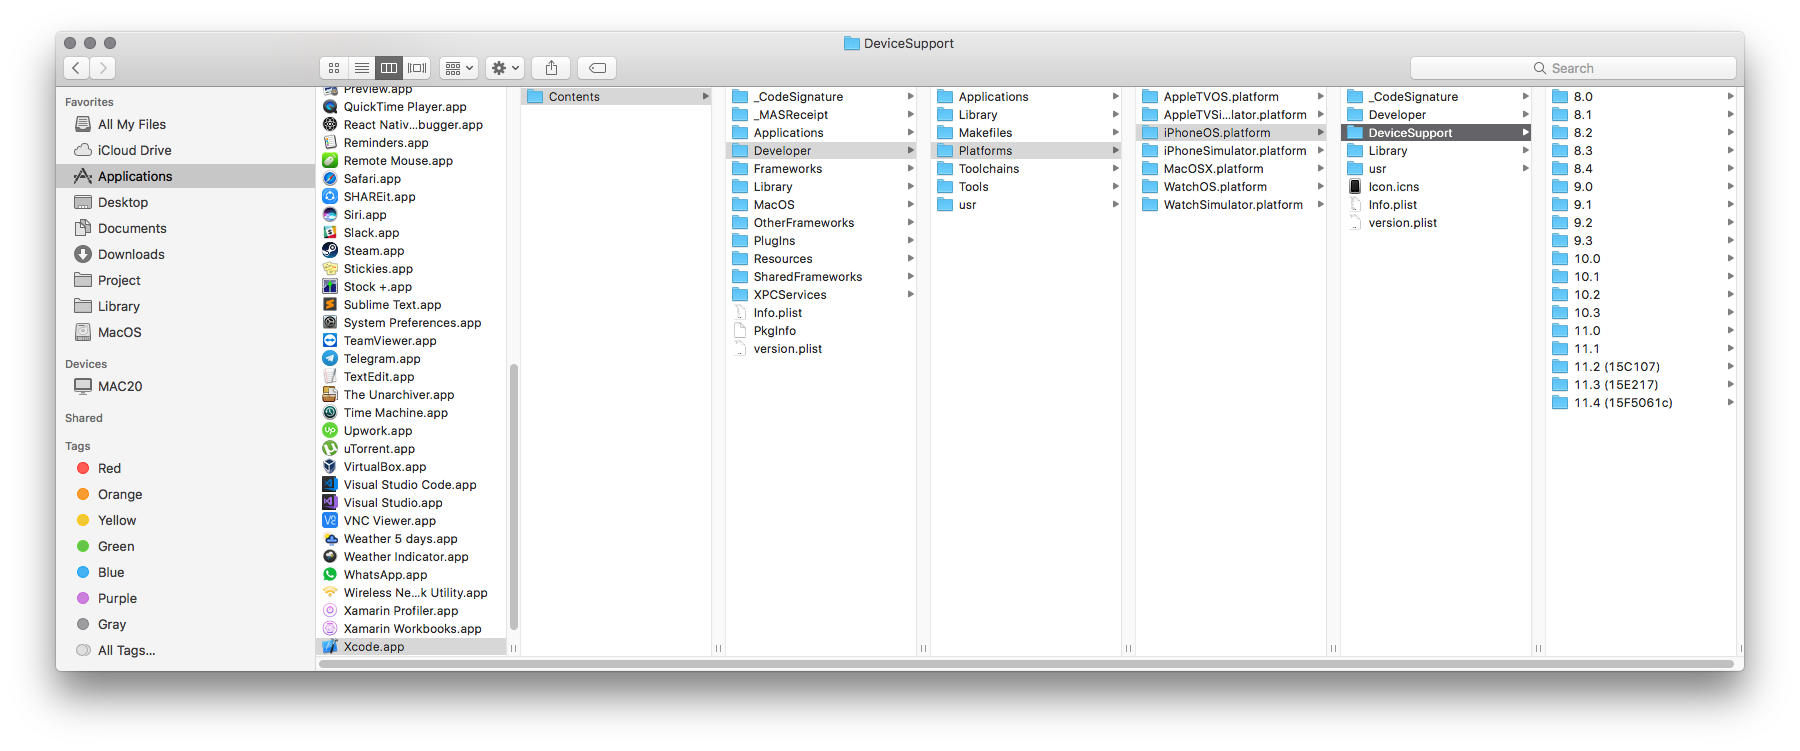 DeviceSupport
Search
Favorites
All My Files
iCloud Drive
Applications
Desktop
Documents
Downloads
Project
Library
MacOS
Devices
MAC20
Shared
Tags
Red
Orange
Yellow
Green
Blue
Purple
Gray
All Tags...
Preview.app
QuickTime Player.app
React Nativ...bugger.app
Reminders.app
Remote Mouse.app
Safari.app
SHAREit.app
Siri.app
Slack.app
Steam.app
Stickies.app
Stock +.app
Sublime Text.app
System Preferences.app
TeamViewer.app
Telegram.app
TextEdit.app
The Unarchiver.app
Time Machine.app
Upwork.app
uTorrent.app
VirtualBox.app
Visual Studio Code.app
Visual Studio.app
VNC Viewer.app
Weather 5 days.app
Weather Indicator.app
WhatsApp.app
Wireless Ne...k Utility.app
Xamarin Profiler.app
Xamarin Workbooks.app
Xcode.app
Contents
_CodeSignature
_MASReceipt
Applications
Developer
Frameworks
Library
MacOS
OtherFrameworks
PlugIns
Resources
SharedFrameworks
XPCServices
Info.plist
PkgInfo
version.plist
Applications
Library
Makefiles
Platforms
Toolchains
Tools
usr
AppleTVOS.platform
AppleTVSi...lator.platform
iPhoneOS.platform
iPhoneSimulator.platform
MacOSX.platform
WatchOS.platform
WatchSimulator.platform
_CodeSignature
Developer
DeviceSupport
Library
usr
Icon.icns
Info.plist
version.plist
8.0
8.1
8.2
8.3
8.4
9.0
9.1
9.2
9.3
10.0
10.1
10.2
10.3
11.0
11.1
11.2 (15C107)
11.3 (15E217)
11.4 (15F5061c)